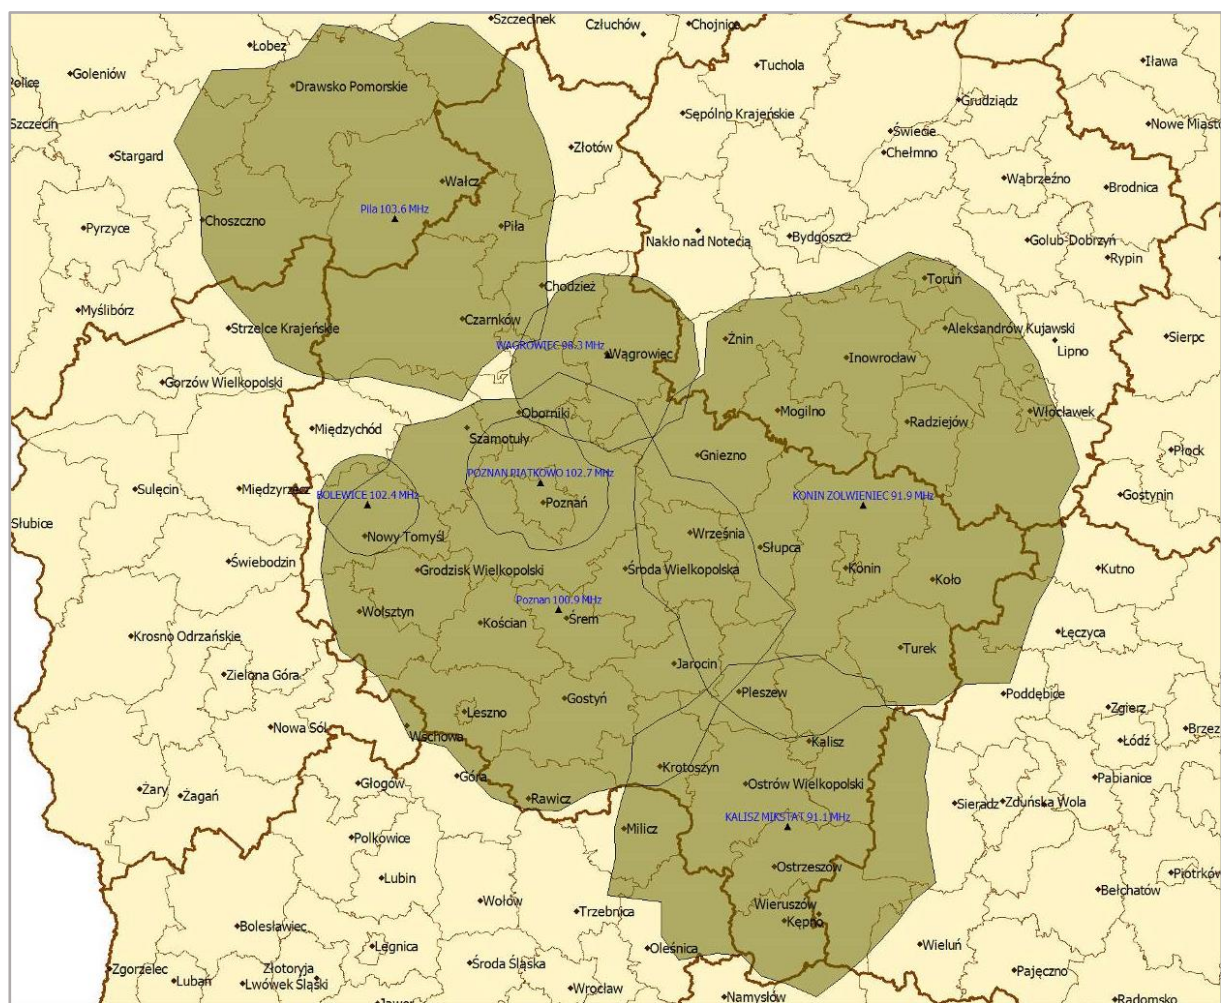 Szczecinek
Człuchów
Chojnice
Łobez
Goleniów
Police
Drawsko Pomorskie
Tuchola
Iława
Szczecin
Sępólno Krajeńskie
Grudziądz
Nowe Miasto
Stargard
Złotów
Świecie
Chełmno
Wałcz
Wąbrzeźno
Brodnica
Pila 103.6 MHz
Choszczno
Piła
Pyrzyce
Nakło nad Notecią
Bydgoszcz
Golub-Dobrzyń
Rypin
Chodzież
Toruń
Myślibórz
Strzelce Krajeńskie
Czarnków
WĄGROWIEC 98.3 MHz
Wągrowiec
Żnin
Aleksandrów Kujawski
Lipno
Sierpc
Inowrocław
Gorzów Wielkopolski
Oborniki
Mogilno
Radziejów
Włocławek
Międzychód
Szamotuły
Gniezno
Płock
POZNAN PIATKOWO 102.7 MHz
Sulęcin
Międzyrzecz
BOLEWICE 102.4 MHz
Poznań
KONIN ZOLWIENIEC 91.9 MHz
Gostynin
Słubice
Nowy Tomyśl
Września
Słupca
Świebodzin
Grodzisk Wielkopolski
Środa Wielkopolska
Konin
Koło
Kutno
Wolsztyn
Poznan 100.9 MHz
Śrem
Kościan
Krosno Odrzańskie
Łęczyca
Zielona Góra
Jarocin
Turek
Gostyń
Pleszew
Poddębice
Leszno
Zgierz
Nowa Sól
Wschowa
Kalisz
Łódź
Brzez
Góra
Krotoszyn
Głogów
Ostrów Wielkopolski
Pabianice
Żary
Żagań
Rawicz
Sieradz
Zduńska Wola
KALISZ MIKSTAT 91.1 MHz
Polkowice
Milicz
Lubin
Ostrzeszów
Piotrków
Bełchatów
Wołów
Trzebnica
Wieruszów
Kępno
Bolesławiec
Legnica
Oleśnica
Wieluń
Zgorzelec
Lubań
Złotoryja
Lwówek Śląski
Środa Śląska
Pajęczno
Wrocław
Namysłów
Jawor
Radomsko